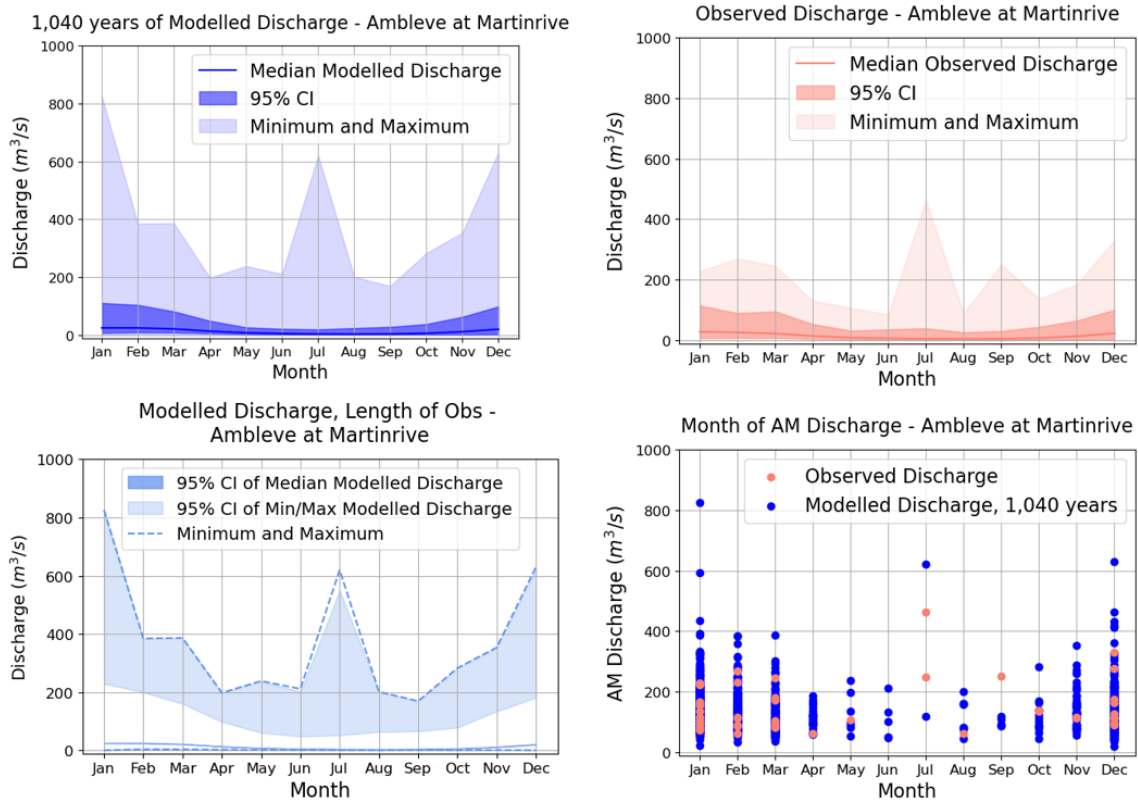 1,040 years of Modelled Discharge - Ambleve at Martinrive
1000
800
600
400
200
0
Discharge (m³/s)
Median Modelled Discharge
95% CI
Minimum and Maximum
Jan Feb Mar Apr May Jun Jul Aug Sep Oct Nov Dec
Month
Observed Discharge - Ambleve at Martinrive
1000
800
600
400
200
0
Discharge (m³/s)
Median Observed Discharge
95% CI
Minimum and Maximum
Jan Feb Mar Apr May Jun Jul Aug Sep Oct Nov Dec
Month
Modelled Discharge, Length of Obs -
Ambleve at Martinrive
1000
800
600
400
200
0
Discharge (m³/s)
95% CI of Median Modelled Discharge
95% CI of Min/Max Modelled Discharge
Minimum and Maximum
Jan Feb Mar Apr May Jun Jul Aug Sep Oct Nov Dec
Month
Month of AM Discharge - Ambleve at Martinrive
1000
800
600
400
200
0
AM Discharge (m³/s)
Observed Discharge
Modelled Discharge, 1,040 years
Jan Feb Mar Apr May Jun Jul Aug Sep Oct Nov Dec
Month